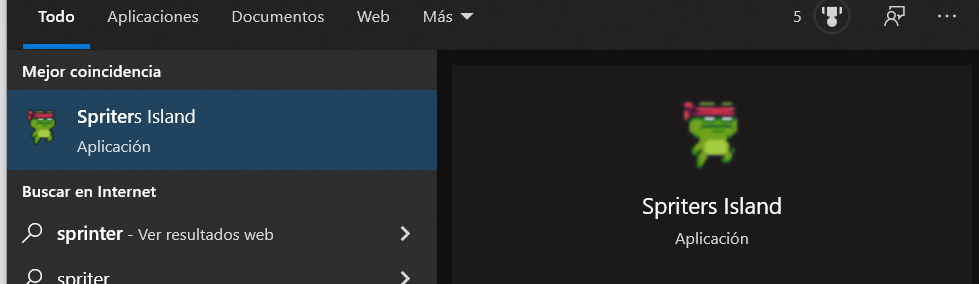 Todo Aplicaciones Documentos Web Más 5
Mejor coincidencia
Spriters Island
Aplicación
Buscar en Internet
sprinter - Ver resultados web
spriter
Spriters Island
Aplicación